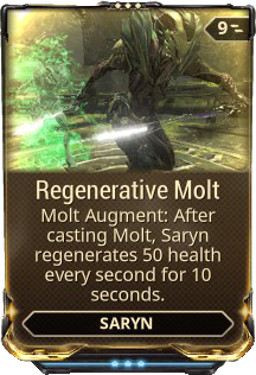 9
Regenerative Molt
Molt Augment: After
casting Molt, Saryn
regenerates 50 health
every second for 10
seconds.
SARYN